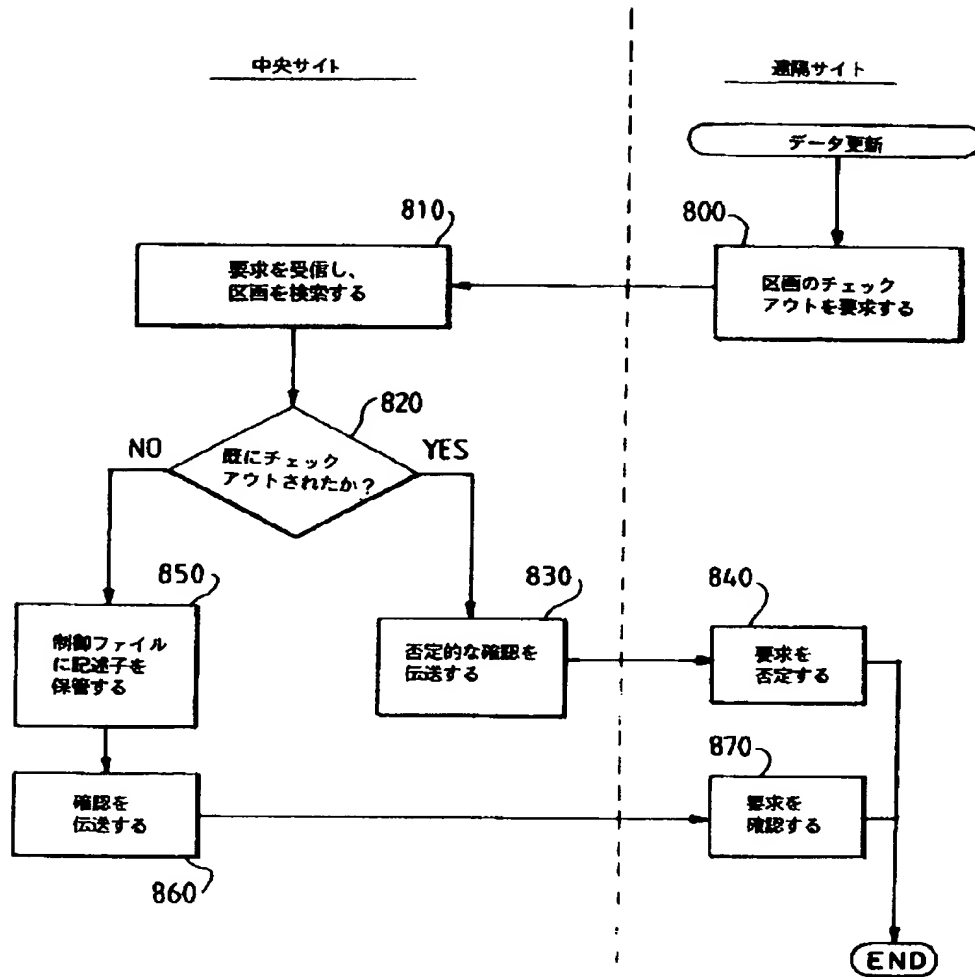 中央サイト
遠隔サイト
データ更新
800
区画のチェック
アウトを要求する
810
要求を受信し、
区画を検索する
820
既にチェック
アウトされたか?
NO
YES
850
制御ファイル
に記述子を
保管する
830
否定的な確認を
伝送する
840
要求を
否定する
860
確認を
伝送する
870
要求を
確認する
END